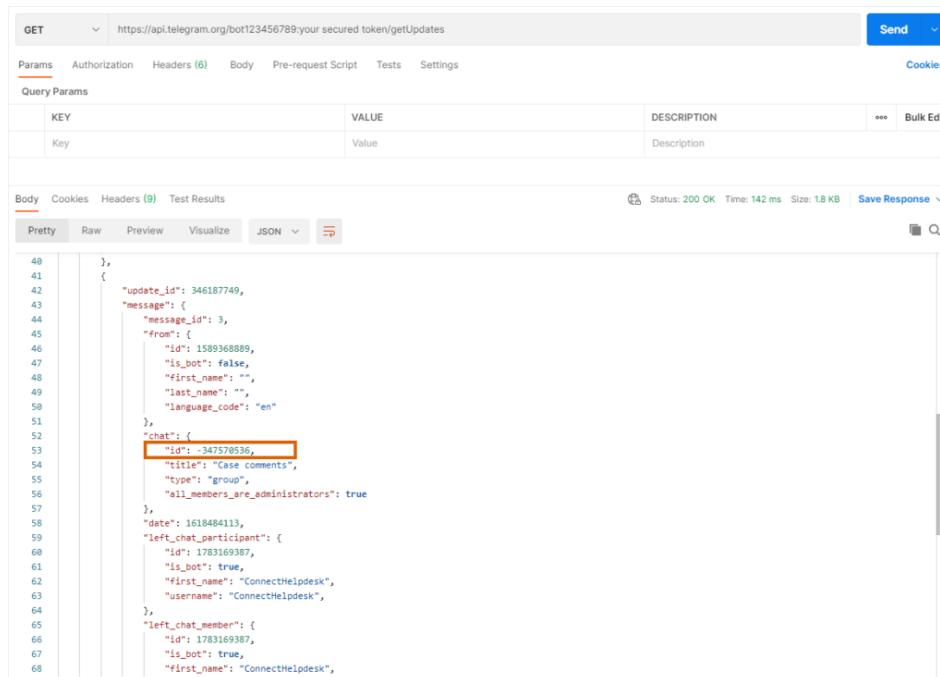 GET https://api.telegram.org/bot123456789:your secured token/getUpdates Send
Params Authorization Headers (6) Body Pre-request Script Tests Settings Cookies
Query Params
KEY VALUE DESCRIPTION ooo Bulk Ed
Key Value Description
Body Cookies Headers (9) Test Results Status: 200 OK Time: 142 ms Size: 1.8 KB Save Response
Pretty Raw Preview Visualize JSON
40 },
41 {
42 "update_id": 346187749,
43 "message": {
44 "message_id": 3,
45 "from": {
46 "id": 1589368889,
47 "is_bot": false,
48 "first_name": "",
49 "last_name": "",
50 "language_code": "en"
51 },
52 "chat": {
53 "id": -347570536,
54 "title": "Case comments",
55 "type": "group",
56 "all_members_are_administrators": true
57 },
58 "date": 1618484113,
59 "left_chat_participant": {
60 "id": 1783169387,
61 "is_bot": true,
62 "first_name": "ConnectHelpdesk",
63 "username": "ConnectHelpdesk",
64 },
65 "left_chat_member": {
66 "id": 1783169387,
67 "is_bot": true,
68 "first_name": "ConnectHelpdesk",